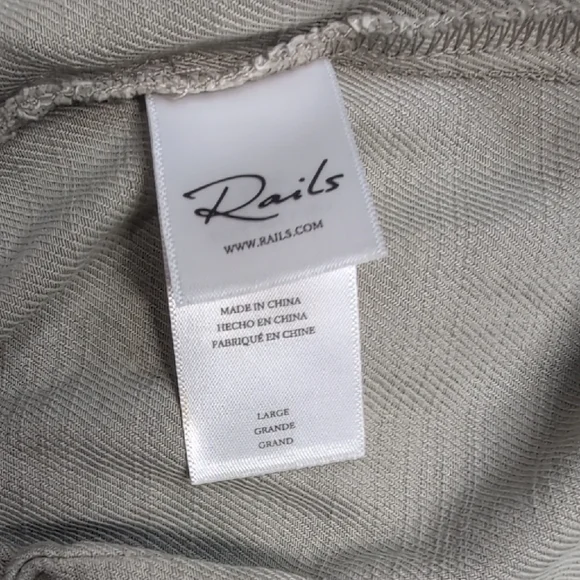 Rails
WWW.RAILS.COM
MADE IN CHINA
HECHO EN CHINA
FABRIQUÉ EN CHINE
LARGE
GRANDE
GRAND